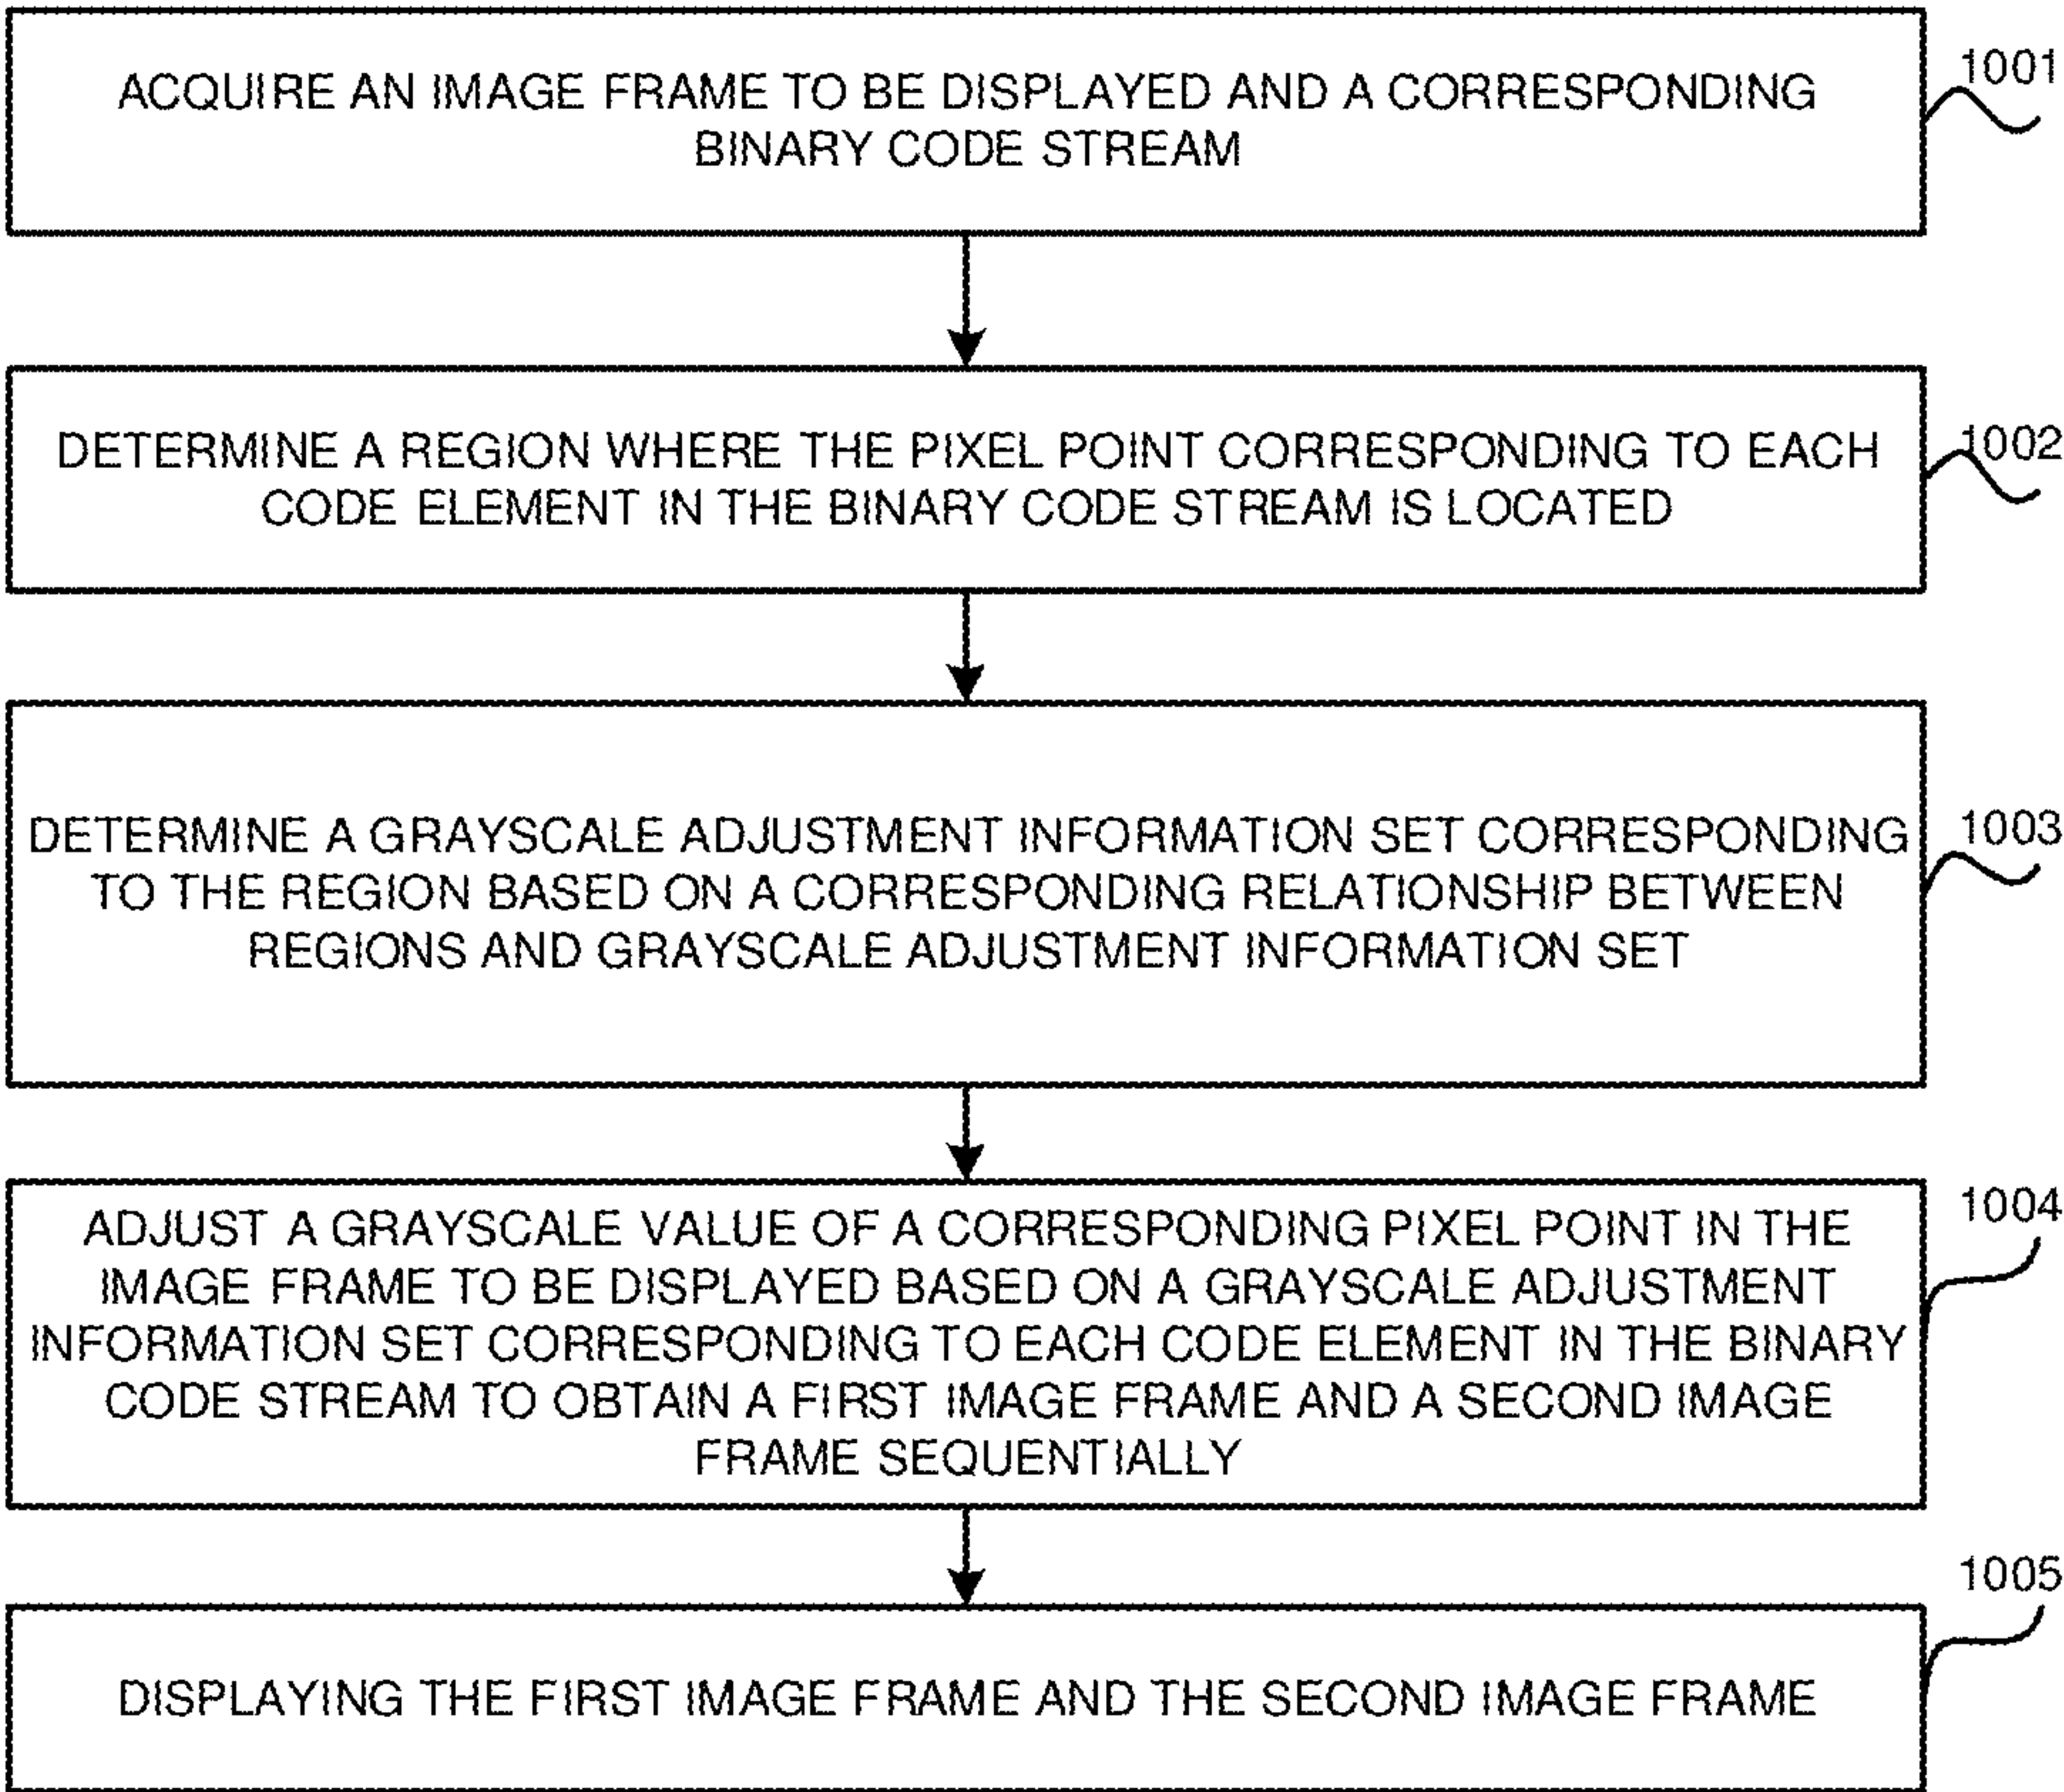 ACQUIRE AN IMAGE FRAME TO BE DISPLAYED AND A CORRESPONDING
BINARY CODE STREAM
1001
DETERMINE A REGION WHERE THE PIXEL POINT CORRESPONDING TO EACH
CODE ELEMENT IN THE BINARY CODE STREAM IS LOCATED
1002
DETERMINE A GRAYSCALE ADJUSTMENT INFORMATION SET CORRESPONDING
TO THE REGION BASED ON A CORRESPONDING RELATIONSHIP BETWEEN
REGIONS AND GRAYSCALE ADJUSTMENT INFORMATION SET
1003
ADJUST A GRAYSCALE VALUE OF A CORRESPONDING PIXEL POINT IN THE
IMAGE FRAME TO BE DISPLAYED BASED ON A GRAYSCALE ADJUSTMENT
INFORMATION SET CORRESPONDING TO EACH CODE ELEMENT IN THE BINARY
CODE STREAM TO OBTAIN A FIRST IMAGE FRAME AND A SECOND IMAGE
FRAME SEQUENTIALLY
1004
DISPLAYING THE FIRST IMAGE FRAME AND THE SECOND IMAGE FRAME
1005